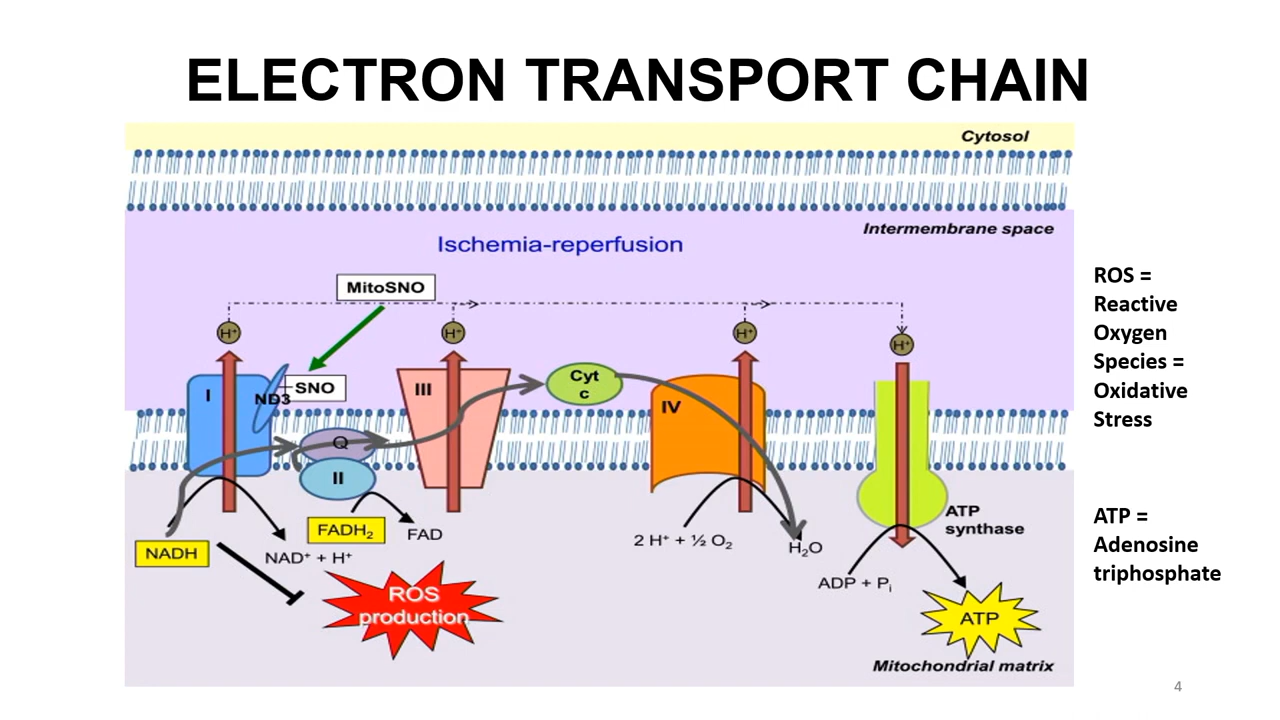 ELECTRON TRANSPORT CHAIN
Cytosol
Intermembrane space
Ischemia-reperfusion
MitoSNO
H⁺
H⁺
H⁺
H⁺
I
ND3
SNO
III
Cyt
c
IV
Q
II
NADH
NAD⁺ + H⁺
FADH₂
FAD
2 H⁺ + ½ O₂
H₂O
ATP
synthase
ADP + Pᵢ
ROS
production
ATP
Mitochondrial matrix
ROS =
Reactive
Oxygen
Species =
Oxidative
Stress
ATP =
Adenosine
triphosphate
4